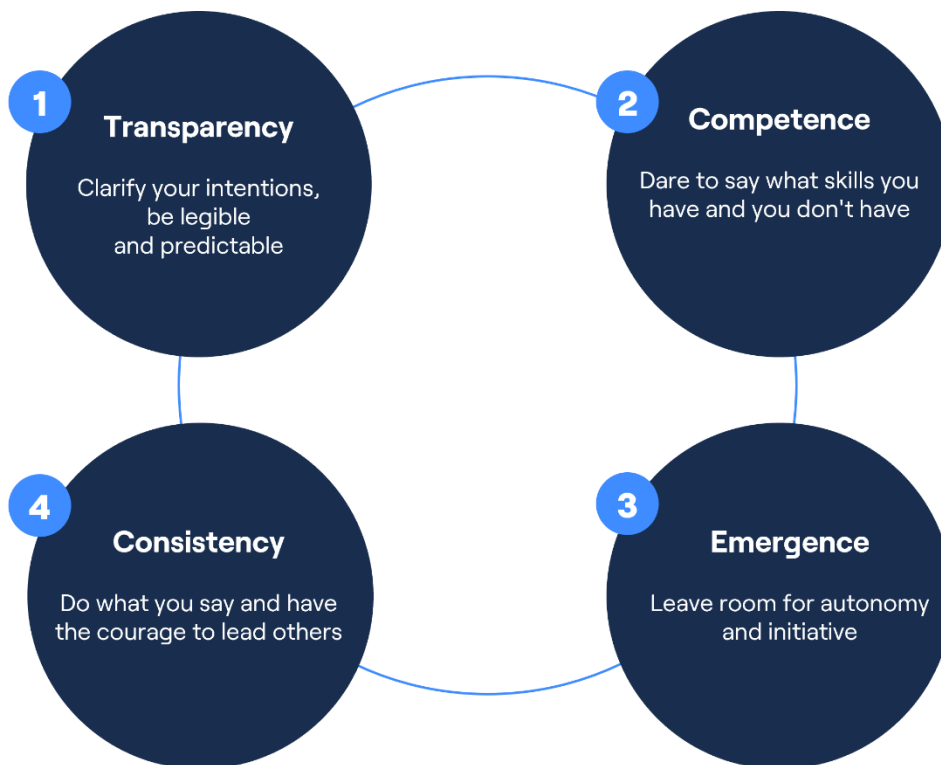 1
Transparency
Clarify your intentions,
be legible
and predictable
2
Competence
Dare to say what skills you
have and you don't have
3
Emergence
Leave room for autonomy
and initiative
4
Consistency
Do what you say and have
the courage to lead others